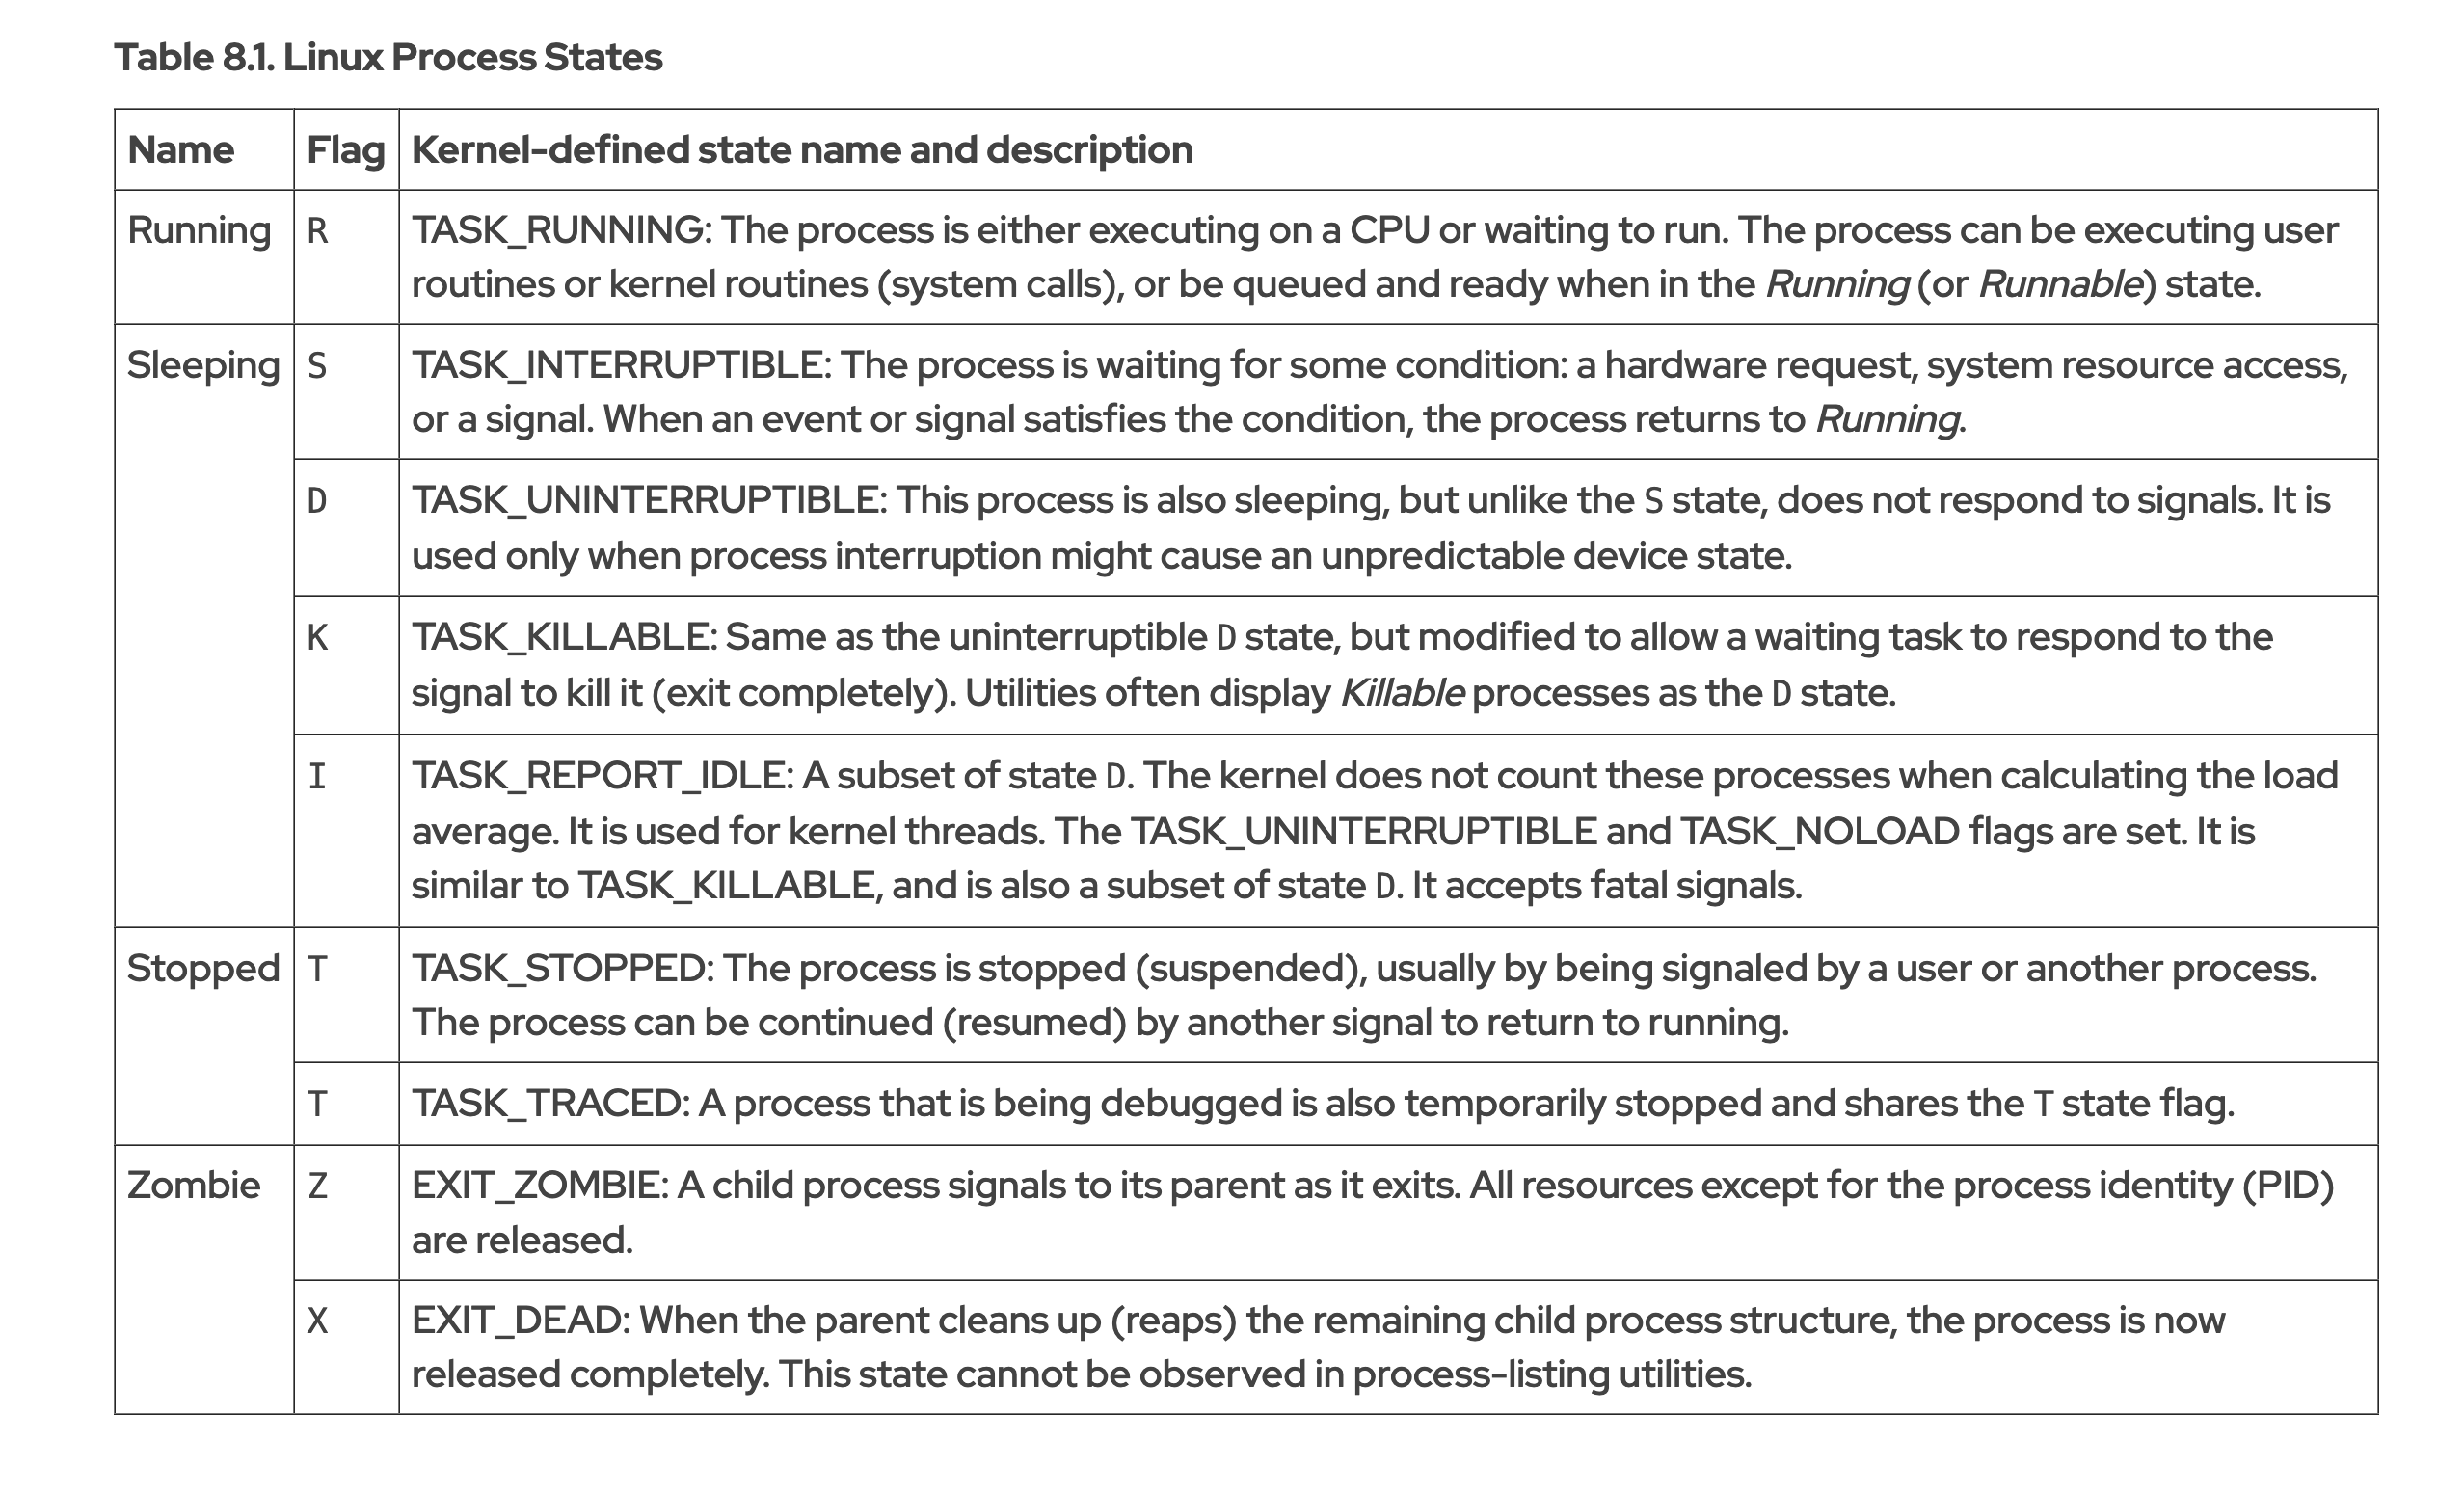 Table 8.1. Linux Process States
Name Flag Kernel-defined state name and description
Running R TASK_RUNNING: The process is either executing on a CPU or waiting to run. The process can be executing user
routines or kernel routines (system calls), or be queued and ready when in the Running (or Runnable) state.
Sleeping S TASK_INTERRUPTIBLE: The process is waiting for some condition: a hardware request, system resource access,
or a signal. When an event or signal satisfies the condition, the process returns to Running.
D TASK_UNINTERRUPTIBLE: This process is also sleeping, but unlike the S state, does not respond to signals. It is
used only when process interruption might cause an unpredictable device state.
K TASK_KILLABLE: Same as the uninterruptible D state, but modified to allow a waiting task to respond to the
signal to kill it (exit completely). Utilities often display Killable processes as the D state.
I TASK_REPORT_IDLE: A subset of state D. The kernel does not count these processes when calculating the load
average. It is used for kernel threads. The TASK_UNINTERRUPTIBLE and TASK_NOLOAD flags are set. It is
similar to TASK_KILLABLE, and is also a subset of state D. It accepts fatal signals.
Stopped T TASK_STOPPED: The process is stopped (suspended), usually by being signaled by a user or another process.
The process can be continued (resumed) by another signal to return to running.
T TASK_TRACED: A process that is being debugged is also temporarily stopped and shares the T state flag.
Zombie Z EXIT_ZOMBIE: A child process signals to its parent as it exits. All resources except for the process identity (PID)
are released.
X EXIT_DEAD: When the parent cleans up (reaps) the remaining child process structure, the process is now
released completely. This state cannot be observed in process-listing utilities.